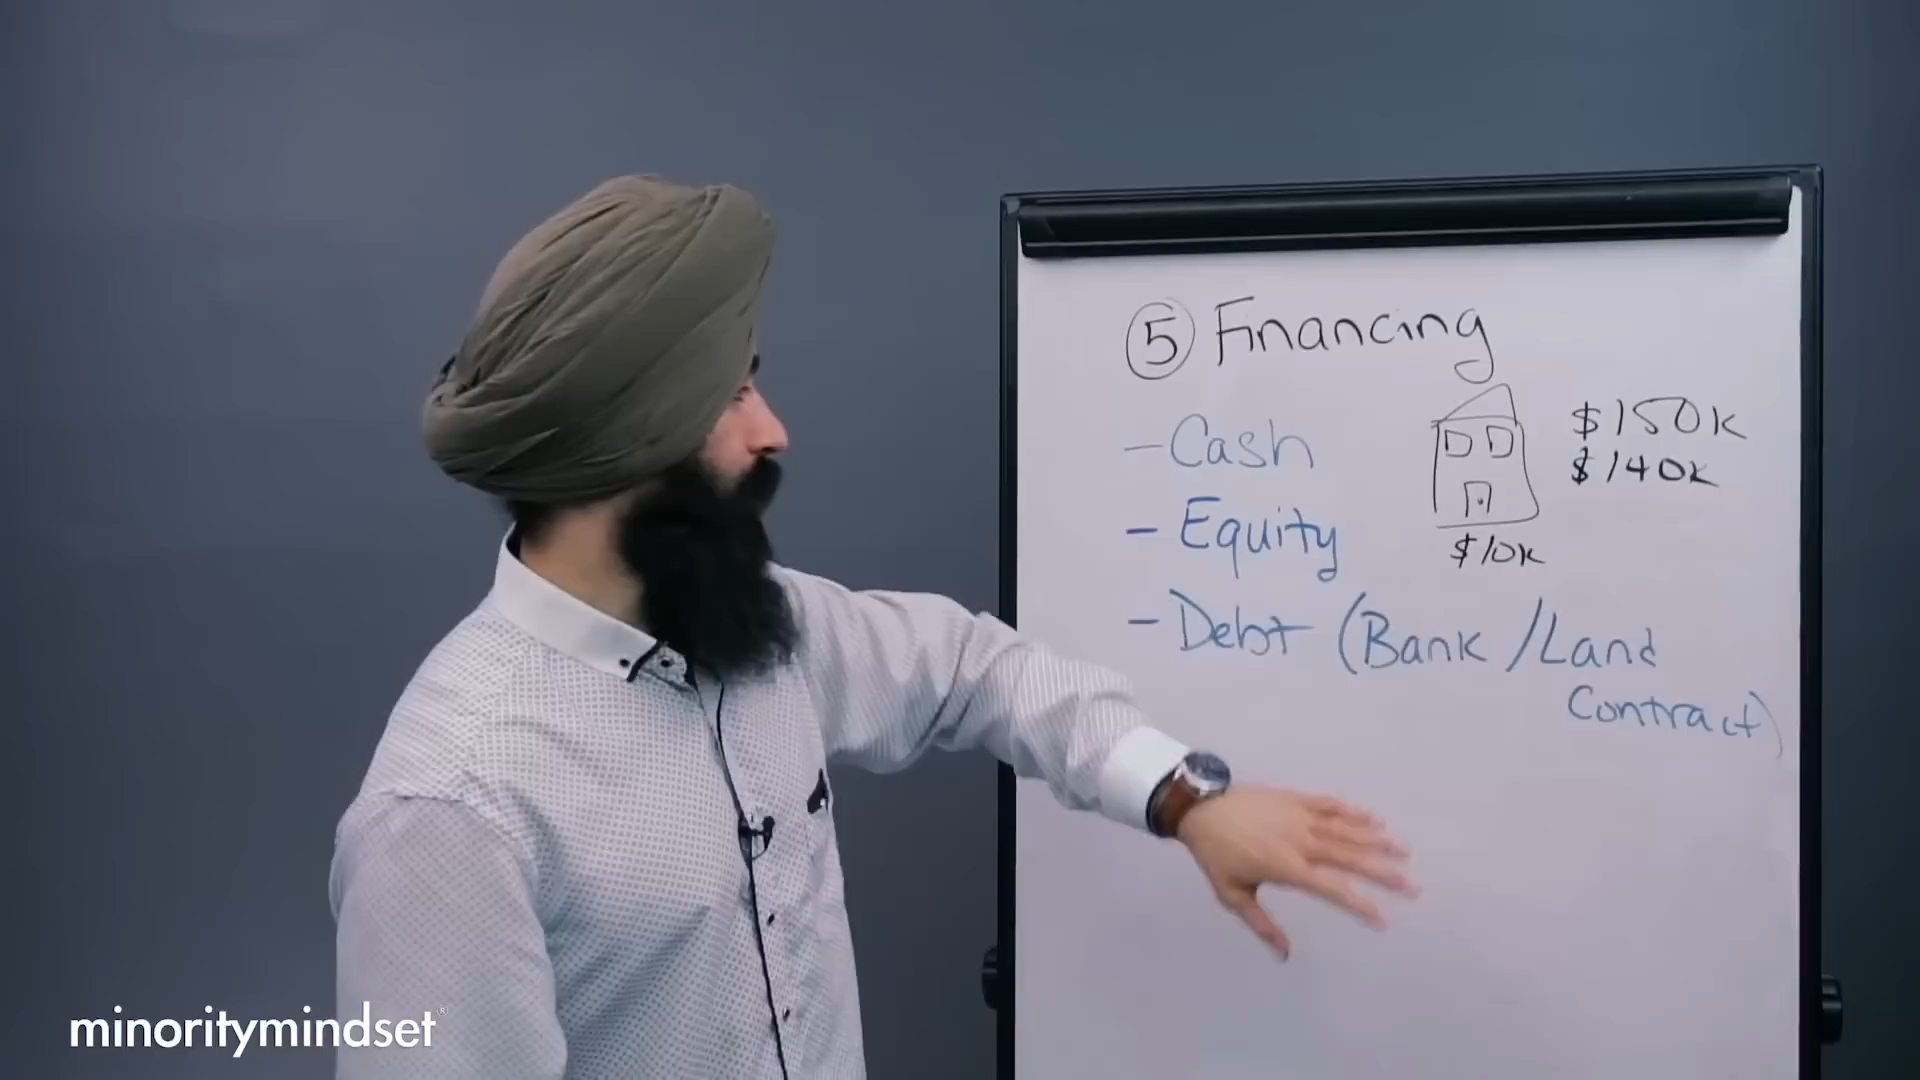 ⑤ Financing
- Cash
$150K
$140K
- Equity
$10K
- Debt (Bank / Land
Contract)
minoritymindset®